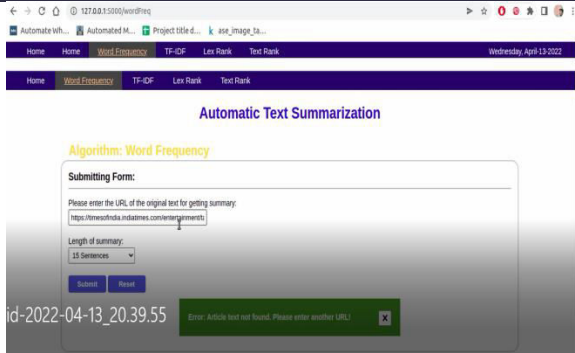 127.0.0.1:5000/wordFreq
Automate Wh... Automated M... Project title d... k ase_image_ta...
Home Home Word Frequency TF-IDF Lex Rank Text Rank Wednesday, April-13-2022
Home Word Frequency TF-IDF Lex Rank Text Rank
Automatic Text Summarization
Algorithm: Word Frequency
Submitting Form:
Please enter the URL of the original text for getting summary:
https://timesofindia.indiatimes.com/entertainment/t
Length of summary:
15 Sentences
Submit Reset
id-2022-04-13_20.39.55
Error: Article text not found. Please enter another URL! X